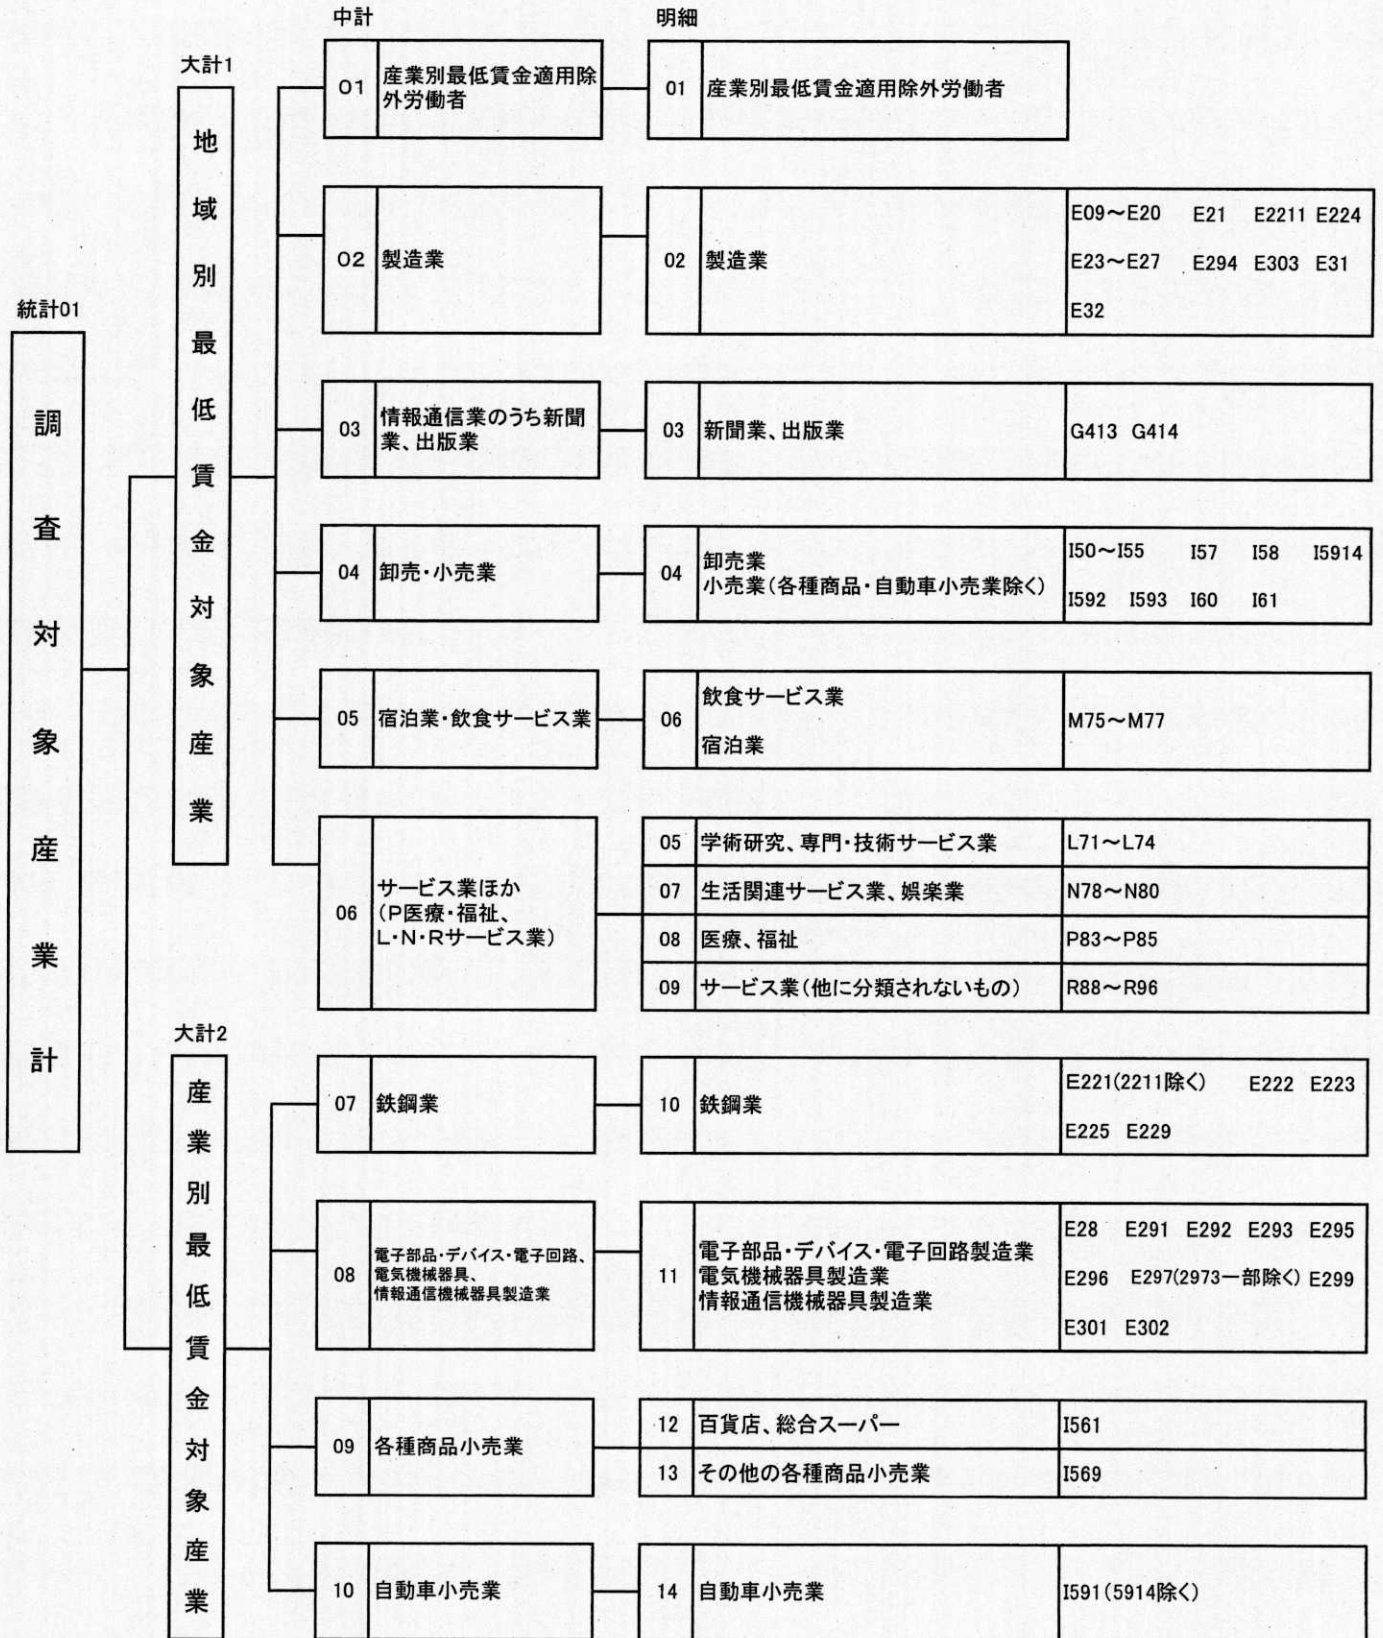 中計
明細
大計1
地域別最低賃金対象産業
統計01
調査対象産業計
01 産業別最低賃金適用除
外労働者
01 産業別最低賃金適用除外労働者
02 製造業
02 製造業
E09～E20 E21 E2211 E224
E23～E27 E294 E303 E31
E32
03 情報通信業のうち新聞
業、出版業
03 新聞業、出版業
G413 G414
04 卸売・小売業
04 卸売業
小売業(各種商品・自動車小売業除く)
I50～I55 I57 I58 I5914
I592 I593 I60 I61
05 宿泊業・飲食サービス業
06 飲食サービス業
宿泊業
M75～M77
06 サービス業ほか
(P医療・福祉、
L・N・Rサービス業)
05 学術研究、専門・技術サービス業 L71～L74
07 生活関連サービス業、娯楽業 N78～N80
08 医療、福祉 P83～P85
09 サービス業(他に分類されないもの) R88～R96
大計2
産業別最低賃金対象産業
07 鉄鋼業
10 鉄鋼業
E221(2211除く) E222 E223
E225 E229
08 電子部品・デバイス・電子回路、
電気機械器具、
情報通信機械器具製造業
11 電子部品・デバイス・電子回路製造業
電気機械器具製造業
情報通信機械器具製造業
E28 E291 E292 E293 E295
E296 E297(2973一部除く) E299
E301 E302
09 各種商品小売業
12 百貨店、総合スーパー I561
13 その他の各種商品小売業 I569
10 自動車小売業
14 自動車小売業 I591(5914除く)